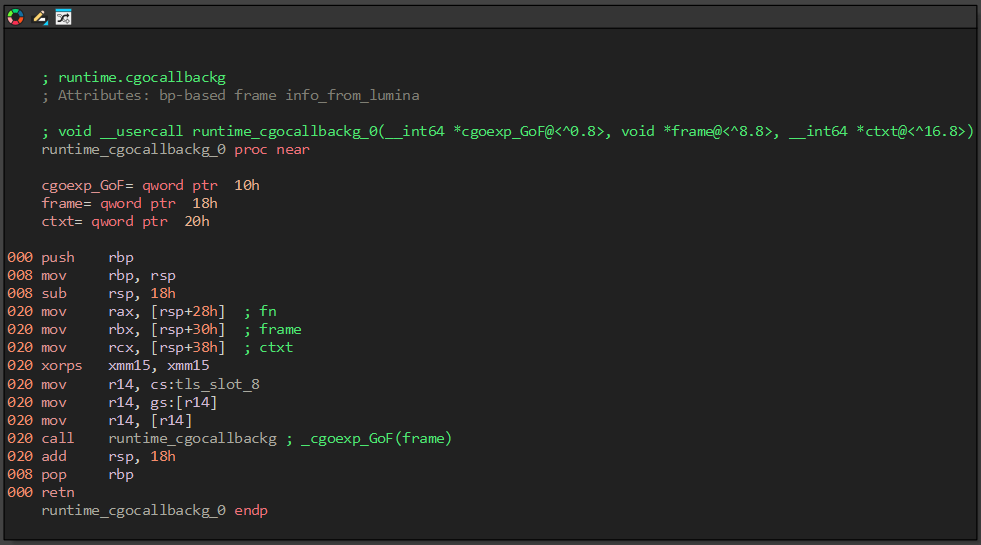 ; runtime.cgocallbackg
; Attributes: bp-based frame info_from_lumina
; void __usercall runtime_cgocallbackg_0(__int64 *cgoexp_GoF@<^0.8>, void *frame@<^8.8>, __int64 *ctxt@<^16.8>)
runtime_cgocallbackg_0 proc near
cgoexp_GoF= qword ptr  10h
frame= qword ptr  18h
ctxt= qword ptr  20h
000 push    rbp
008 mov     rbp, rsp
008 sub     rsp, 18h
020 mov     rax, [rsp+28h]  ; fn
020 mov     rbx, [rsp+30h]  ; frame
020 mov     rcx, [rsp+38h]  ; ctxt
020 xorps   xmm15, xmm15
020 mov     r14, cs:tls_slot_8
020 mov     r14, gs:[r14]
020 mov     r14, [r14]
020 call    runtime_cgocallbackg ; _cgoexp_GoF(frame)
020 add     rsp, 18h
008 pop     rbp
000 retn
runtime_cgocallbackg_0 endp